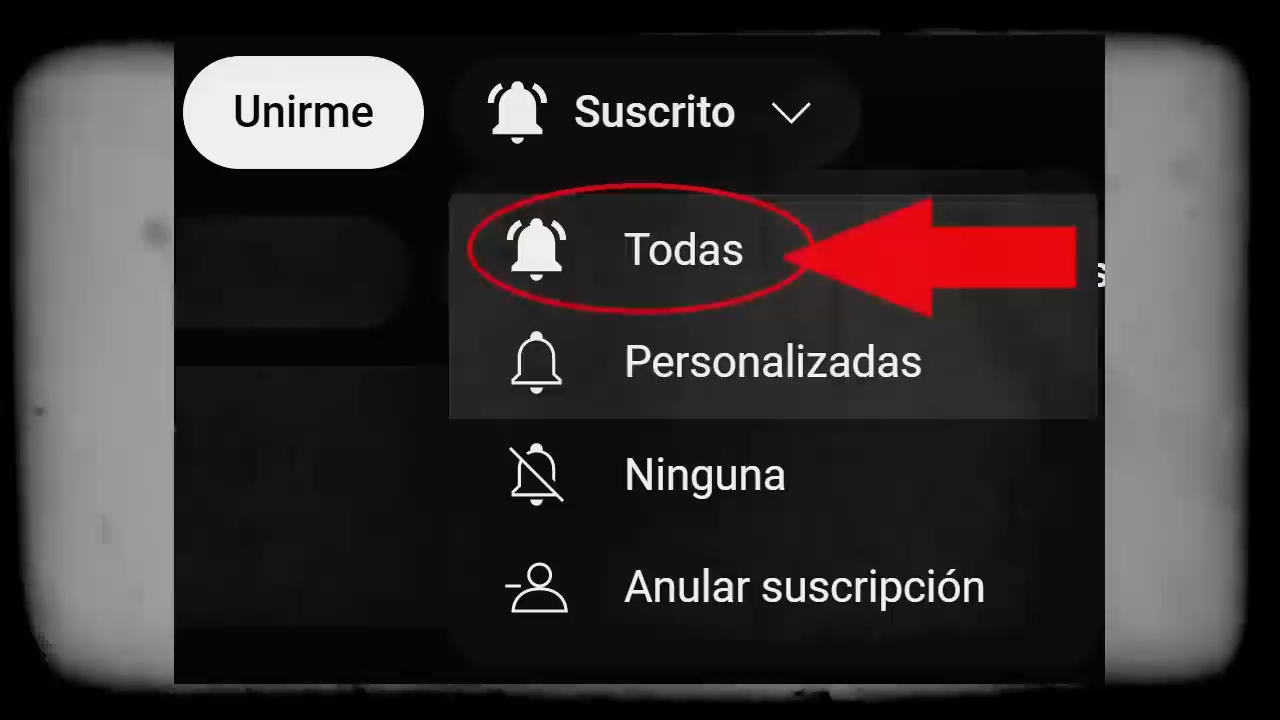 Unirme
Suscrito
Todas
Personalizadas
Ninguna
Anular suscripción